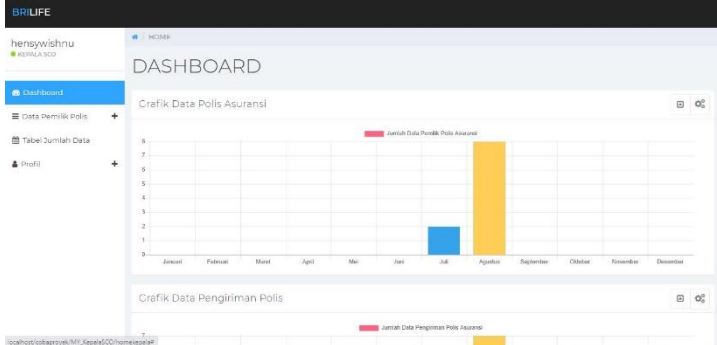 BRILIFE
hensywishnu
KEPALA SCO
Dashboard
Data Pemilik Polis +
Tabel Jumlah Data
Profil +
/ HOME
DASHBOARD
Grafik Data Polis Asuransi
Jumlah Data Pemilik Polis Asuransi
8
7
6
5
4
3
2
1
0
Januari Februari Maret April Mei Juni Juli Agustus September Oktober November Desember
Grafik Data Pengiriman Polis
Jumlah Data Pengiriman Polis Asuransi
7
localhost/cobaproyek/MY_KepalaSCO/homekepala#